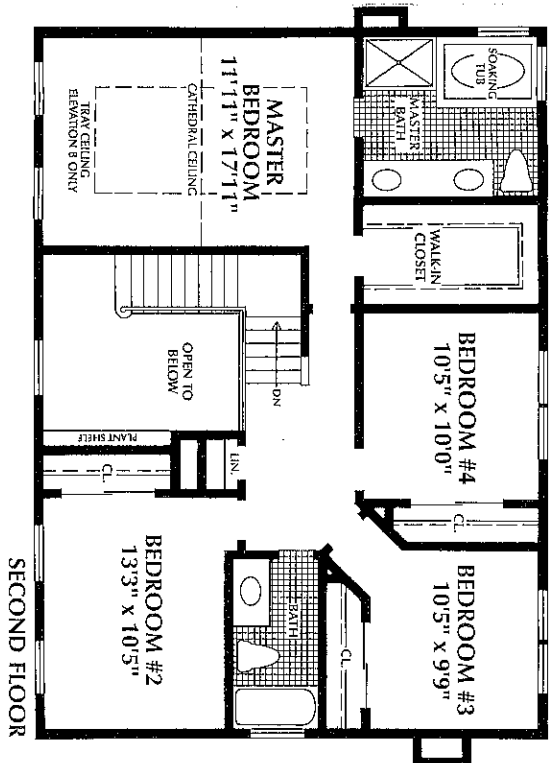 SOAKING
TUB
MASTER
BATH
MASTER
BEDROOM
11'11" x 17'11"
CATHEDRAL CEILING
TRAY CEILING
ELEVATION B ONLY
WALK-IN
CLOSET
DN
OPEN TO
BELOW
PLANT SHELF
BEDROOM #4
10'5" x 10'0"
CL.
LIN.
CL.
BEDROOM #3
10'5" x 9'9"
CL.
BATH
BEDROOM #2
13'3" x 10'5"
SECOND FLOOR